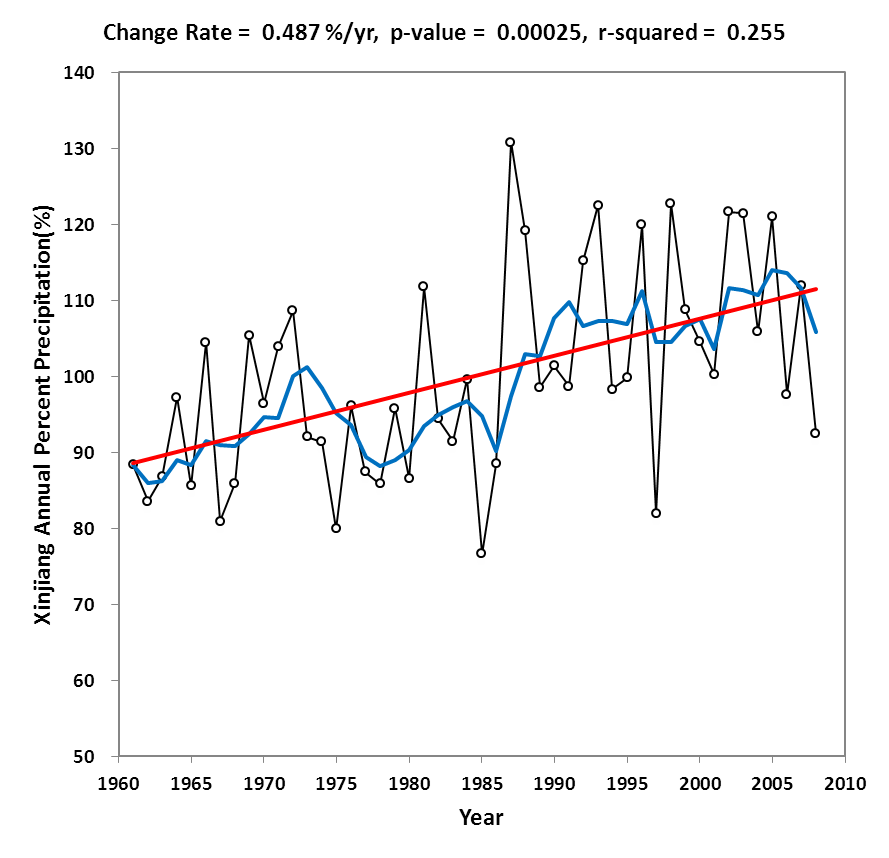 Change Rate = 0.487 %/yr, p-value = 0.00025, r-squared = 0.255
140
130
120
110
100
90
80
70
60
50
Xinjiang Annual Percent Precipitation(%)
1960 1965 1970 1975 1980 1985 1990 1995 2000 2005 2010
Year